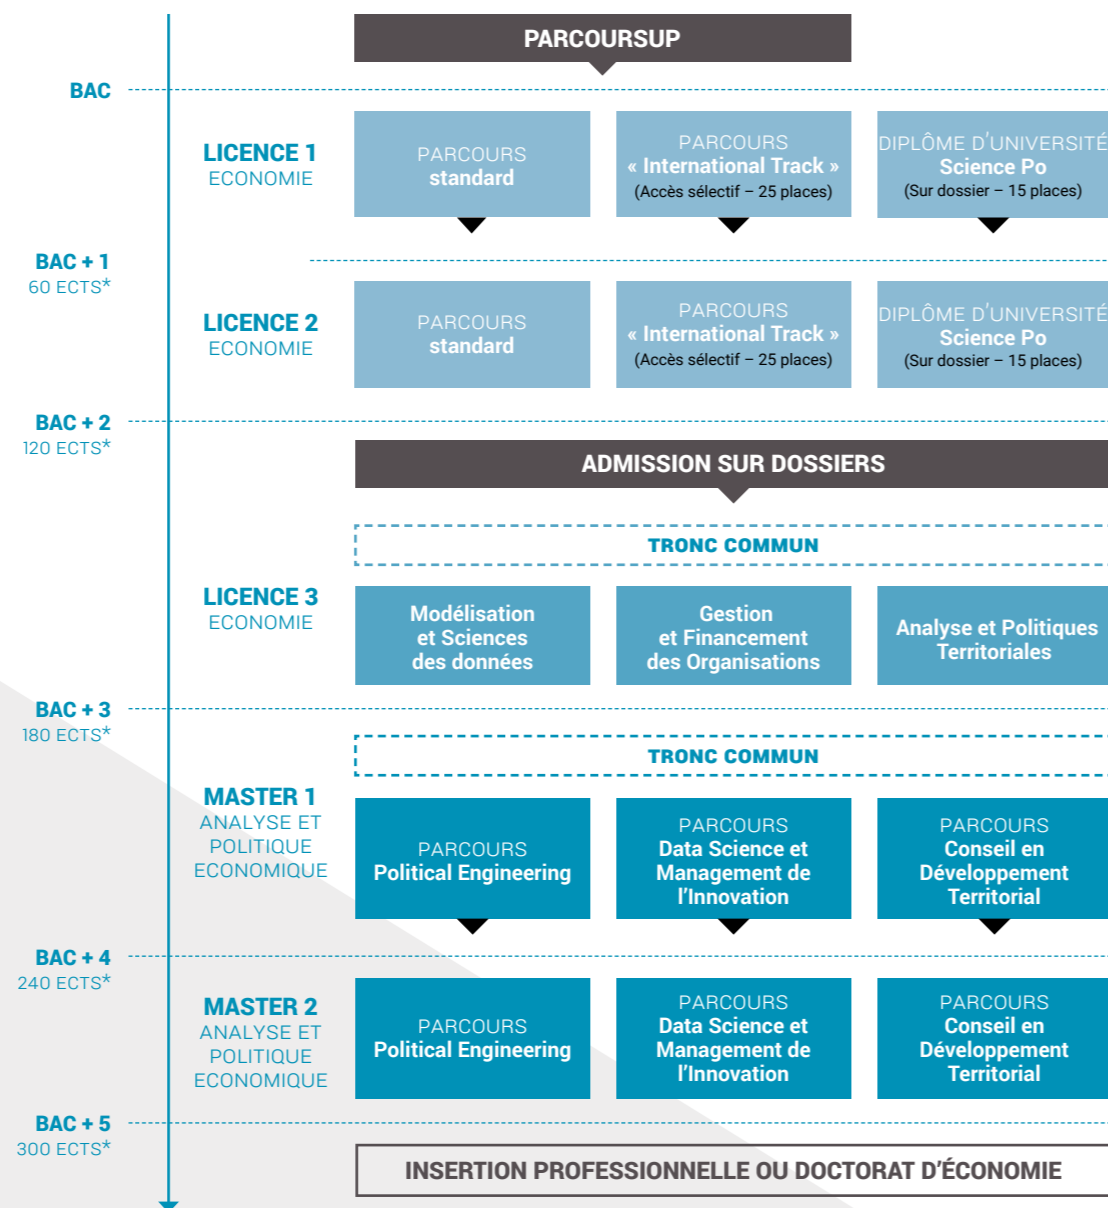 PARCOURSUP
BAC
LICENCE 1
ECONOMIE
PARCOURS
standard
PARCOURS
« International Track »
(Accès sélectif – 25 places)
DIPLÔME D'UNIVERSITÉ
Science Po
(Sur dossier – 15 places)
BAC + 1
60 ECTS*
LICENCE 2
ECONOMIE
PARCOURS
standard
PARCOURS
« International Track »
(Accès sélectif – 25 places)
DIPLÔME D'UNIVERSITÉ
Science Po
(Sur dossier – 15 places)
BAC + 2
120 ECTS*
ADMISSION SUR DOSSIERS
TRONC COMMUN
LICENCE 3
ECONOMIE
Modélisation
et Sciences
des données
Gestion
et Financement
des Organisations
Analyse et Politiques
Territoriales
BAC + 3
180 ECTS*
TRONC COMMUN
MASTER 1
ANALYSE ET
POLITIQUE
ECONOMIQUE
PARCOURS
Political Engineering
PARCOURS
Data Science et
Management de
l'Innovation
PARCOURS
Conseil en
Développement
Territorial
BAC + 4
240 ECTS*
MASTER 2
ANALYSE ET
POLITIQUE
ECONOMIQUE
PARCOURS
Political Engineering
PARCOURS
Data Science et
Management de
l'Innovation
PARCOURS
Conseil en
Développement
Territorial
BAC + 5
300 ECTS*
INSERTION PROFESSIONNELLE OU DOCTORAT D'ÉCONOMIE